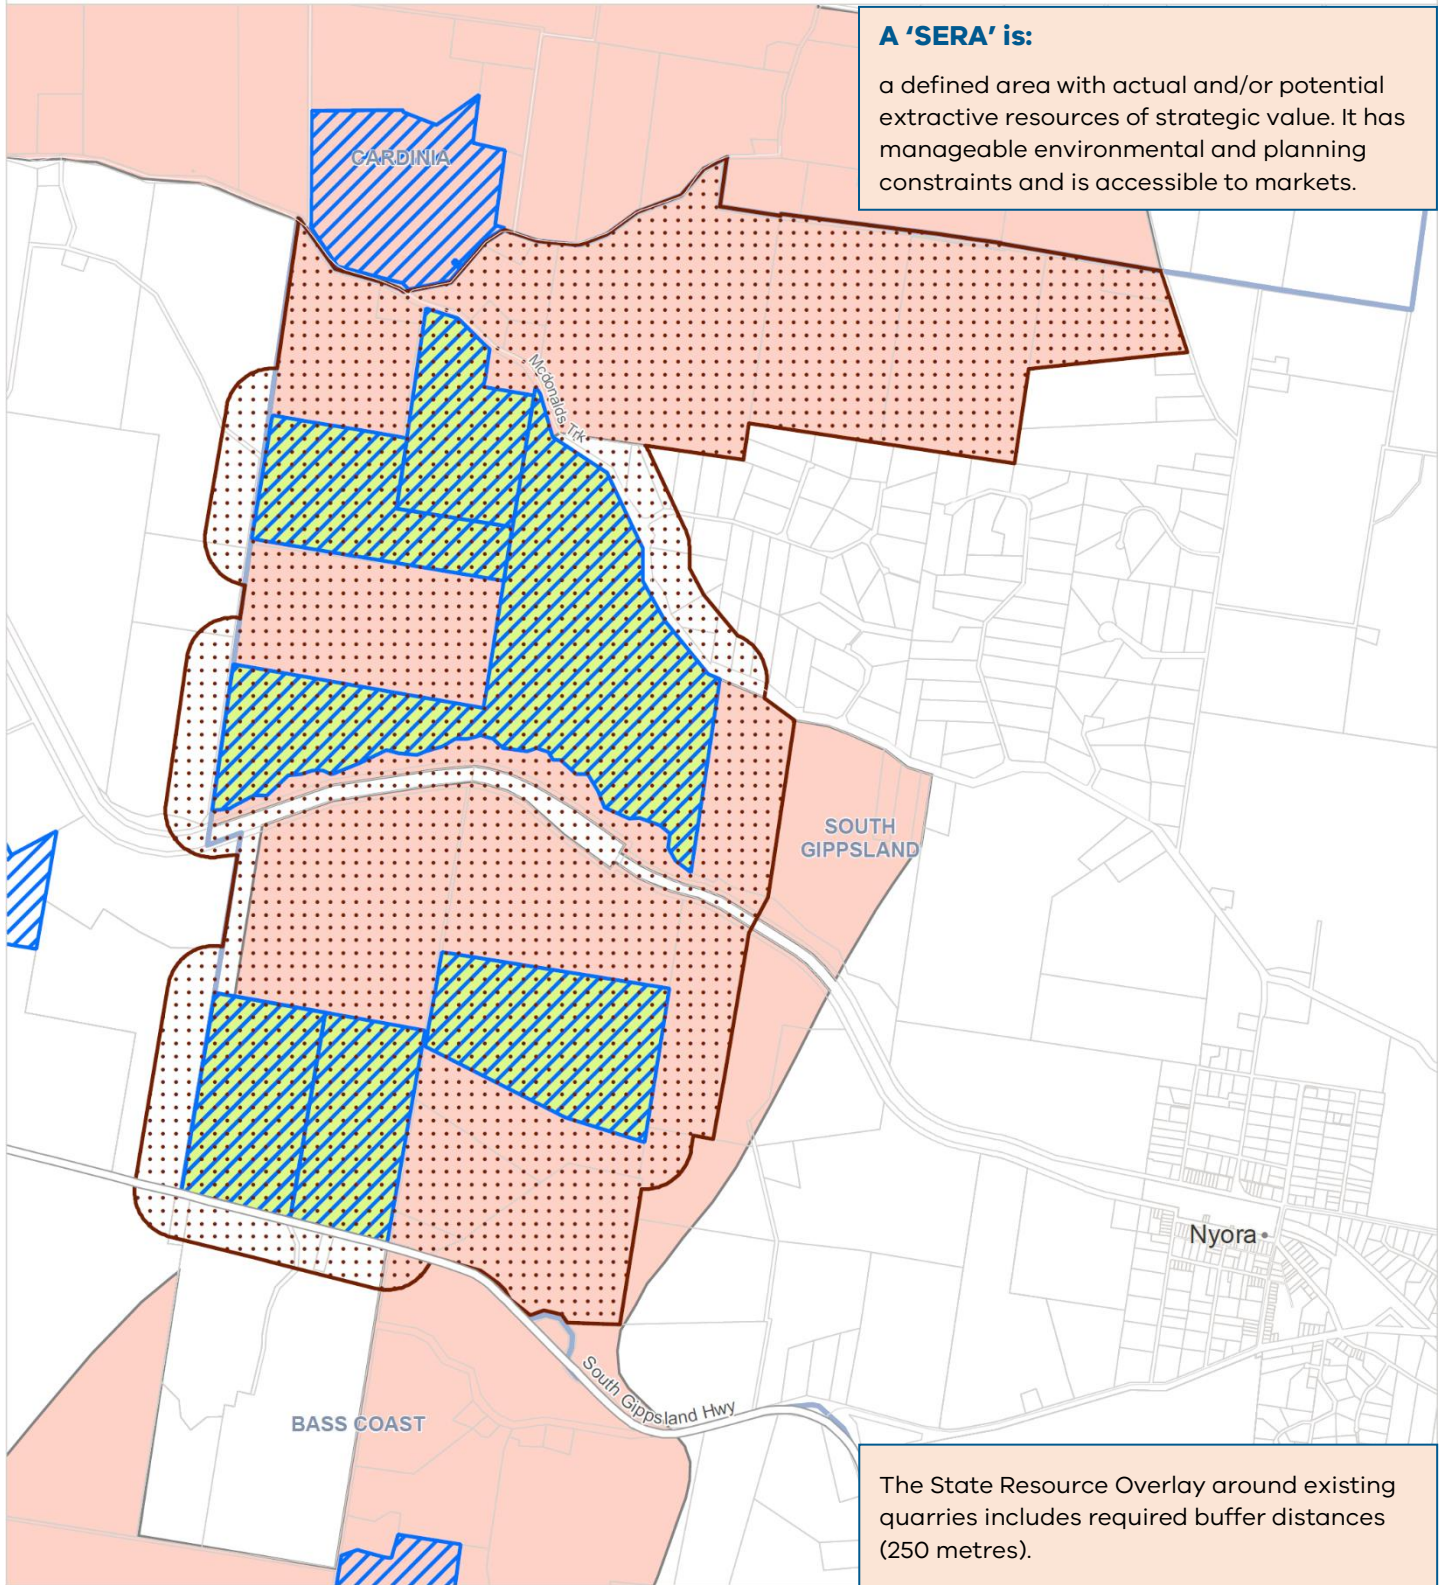 A ‘SERA’ is:
a defined area with actual and/or potential
extractive resources of strategic value. It has
manageable environmental and planning
constraints and is accessible to markets.
CARDINIA
Mcdonalds Trk
SOUTH
GIPPSLAND
Nyora
South Gippsland Hwy
BASS COAST
The State Resource Overlay around existing
quarries includes required buffer distances
(250 metres).